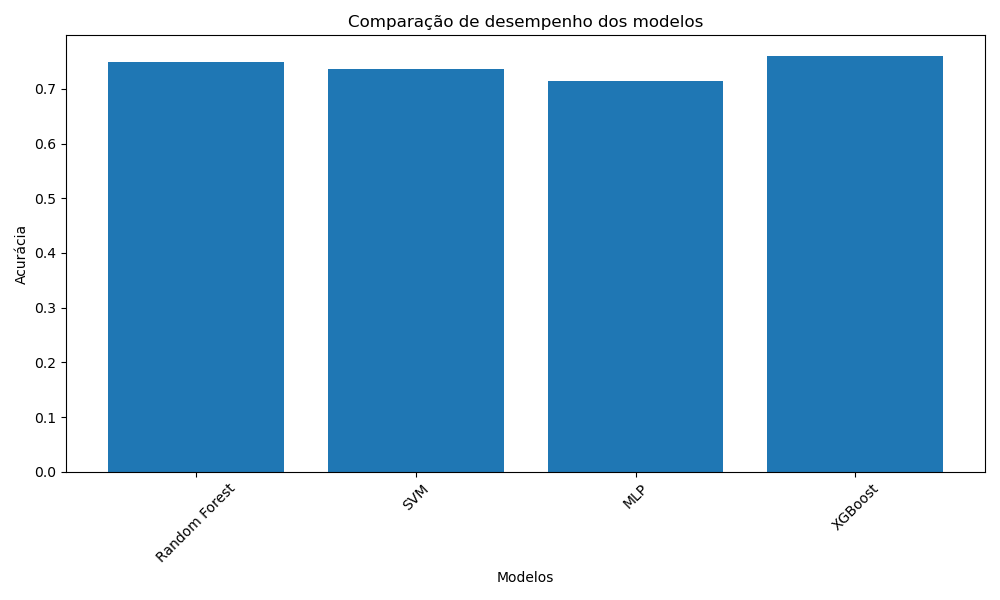 Comparação de desempenho dos modelos
Acurácia
0.7
0.6
0.5
0.4
0.3
0.2
0.1
0.0
Random Forest
SVM
MLP
XGBoost
Modelos